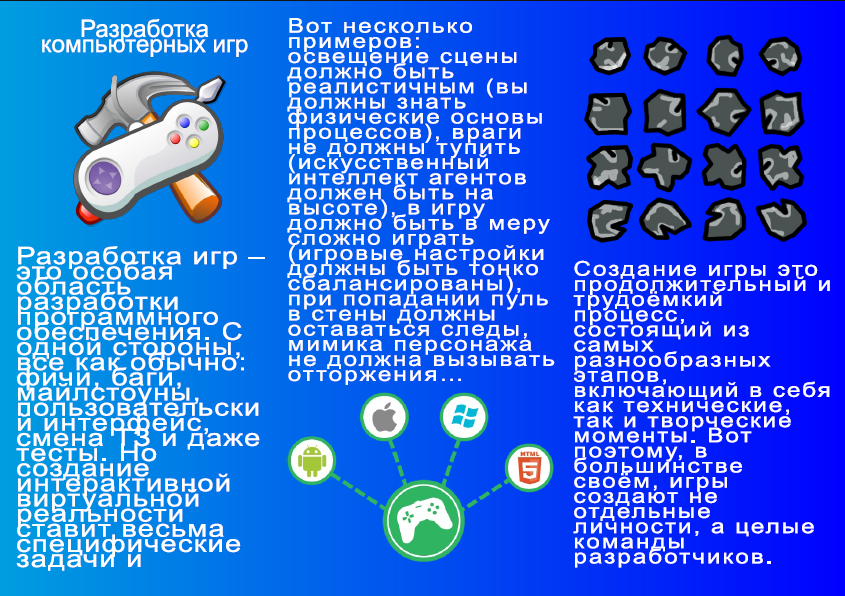 Разработка
компьютерных игр
Разработка игр –
это особая
область
разработки
программного
обеспечения. С
одной стороны,
все как обычно:
фичи, баги,
майлстоуны,
пользовательски
й интерфейс,
смена ТЗ и даже
тесты. Но
создание
интерактивной
виртуальной
реальности
ставит весьма
специфические
задачи и
Вот несколько
примеров:
освещение сцены
должно быть
реалистичным (вы
должны знать
физические основы
процессов), враги
не должны тупить
(искусственный
интеллект агентов
должен быть на
высоте), в игру
должно быть в меру
сложно играть
(игровые настройки
должны быть тонко
сбалансированы),
при попадании пуль
в стены должны
оставаться следы,
мимика персонажа
не должна вызывать
отторжения...
HTML
5
Создание игры это
продолжительный и
трудоёмкий
процесс,
состоящий из
самых
разнообразных
этапов,
включающий в себя
как технические,
так и творческие
моменты. Вот
поэтому, в
большинстве
своём, игры
создают не
отдельные
личности, а целые
команды
разработчиков.